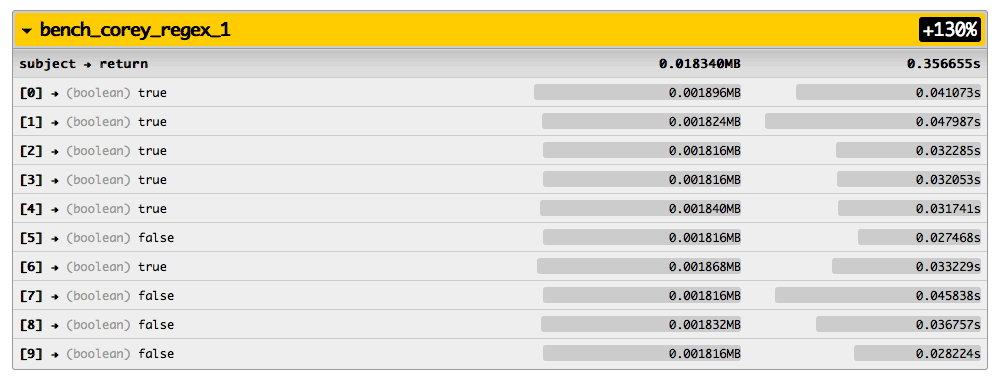 ▼ bench_corey_regex_1 +130%
subject → return 0.018340MB 0.356655s
[0] → (boolean) true 0.001896MB 0.041073s
[1] → (boolean) true 0.001824MB 0.047987s
[2] → (boolean) true 0.001816MB 0.032285s
[3] → (boolean) true 0.001816MB 0.032053s
[4] → (boolean) true 0.001840MB 0.031741s
[5] → (boolean) false 0.001816MB 0.027468s
[6] → (boolean) true 0.001868MB 0.033229s
[7] → (boolean) false 0.001816MB 0.045838s
[8] → (boolean) false 0.001832MB 0.036757s
[9] → (boolean) false 0.001816MB 0.028224s